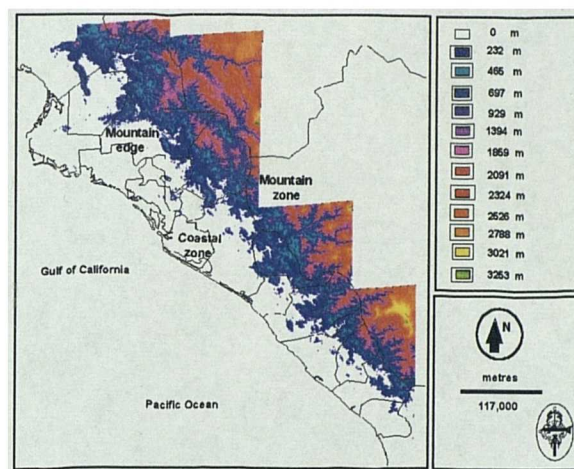 Mountain
edge
Mountain
zone
Coastal
zone
Gulf of California
Pacific Ocean
0 m
232 m
465 m
697 m
929 m
1394 m
1859 m
2091 m
2324 m
2526 m
2788 m
3021 m
3253 m
N
metres
117,000